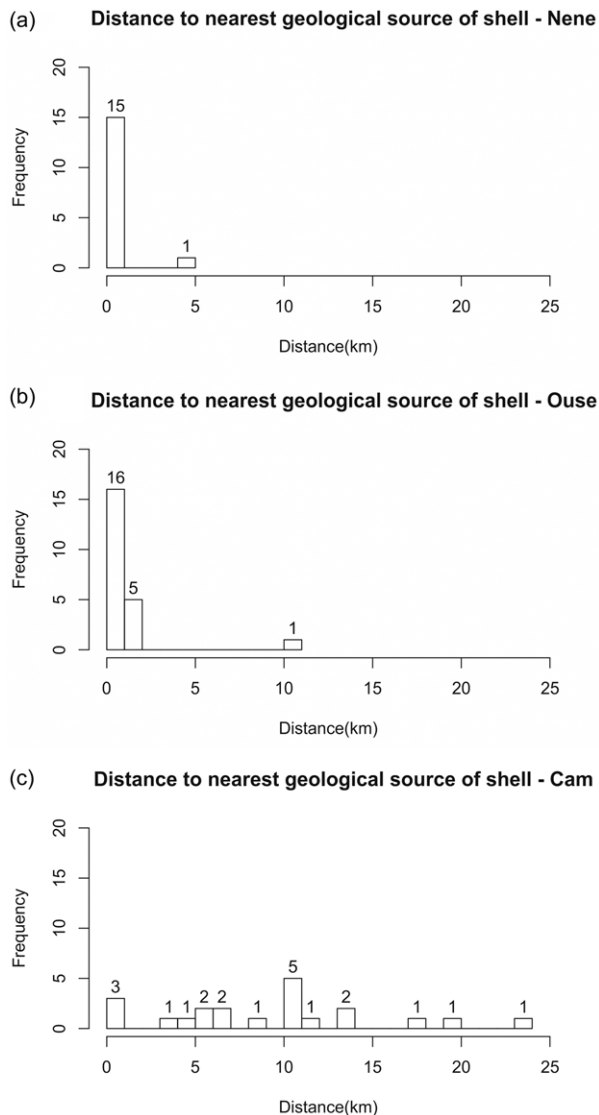 (a) Distance to nearest geological source of shell - Nene
20
15
10
5
0
Frequency
15
1
0 5 10 15 20 25
Distance(km)
(b) Distance to nearest geological source of shell - Ouse
20
15
10
5
0
Frequency
16
5
1
0 5 10 15 20 25
Distance(km)
(c) Distance to nearest geological source of shell - Cam
20
15
10
5
0
Frequency
3 1 1 2 2 1 5 1 2 1 1 1
0 5 10 15 20 25
Distance(km)